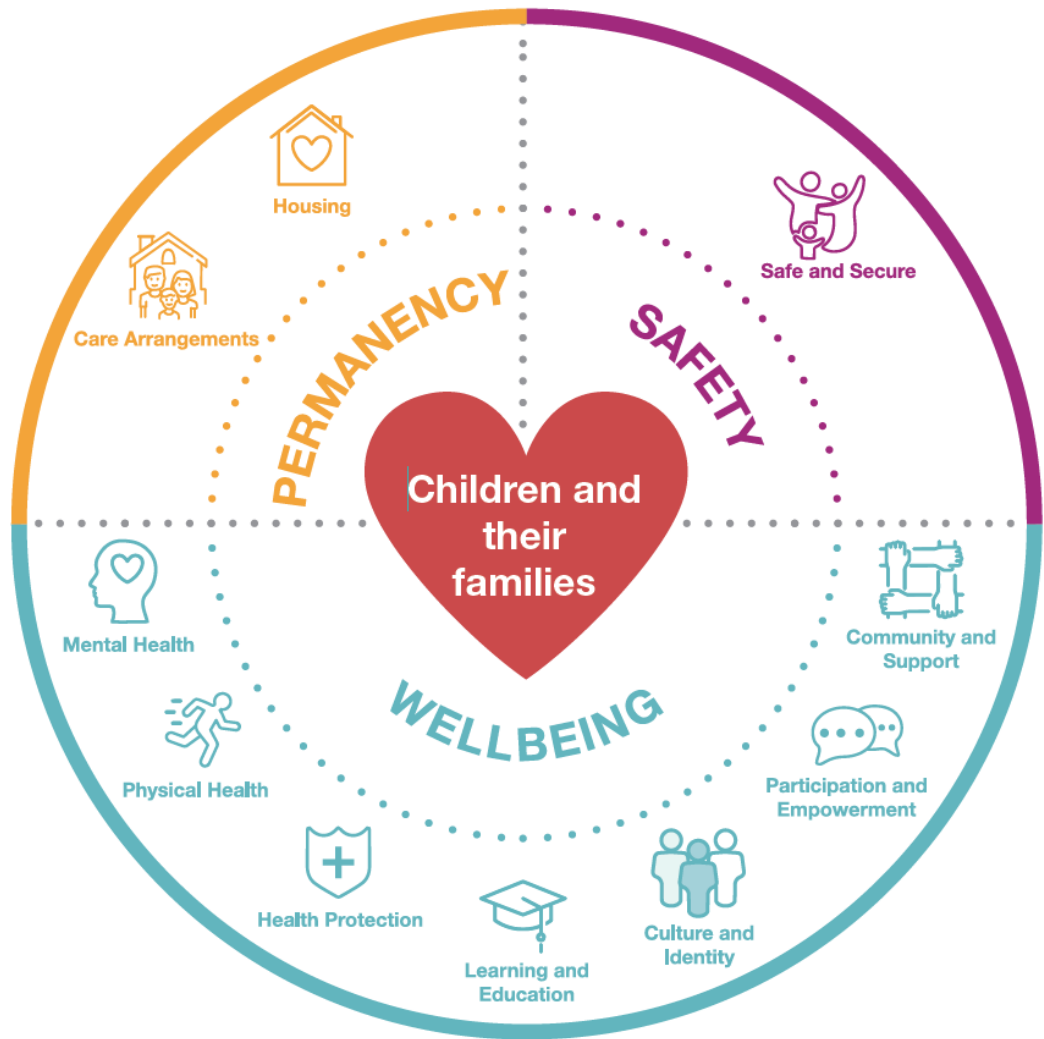 Housing
Safe and Secure
Care Arrangements
PERMANENCY
SAFETY
Children and
their
families
Mental Health
Community and
Support
WELLBEING
Physical Health
Participation and
Empowerment
Health Protection
Culture and
Identity
Learning and
Education